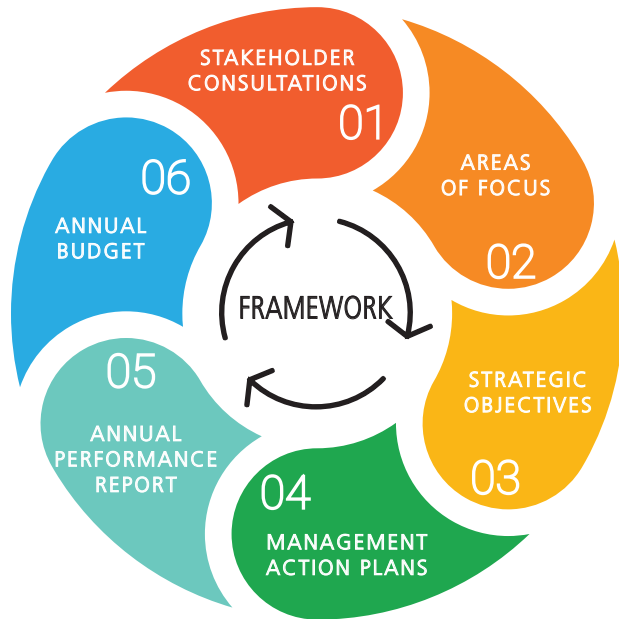 STAKEHOLDER
CONSULTATIONS
01
AREAS
OF FOCUS
02
STRATEGIC
OBJECTIVES
03
04
MANAGEMENT
ACTION PLANS
05
ANNUAL
PERFORMANCE
REPORT
06
ANNUAL
BUDGET
FRAMEWORK